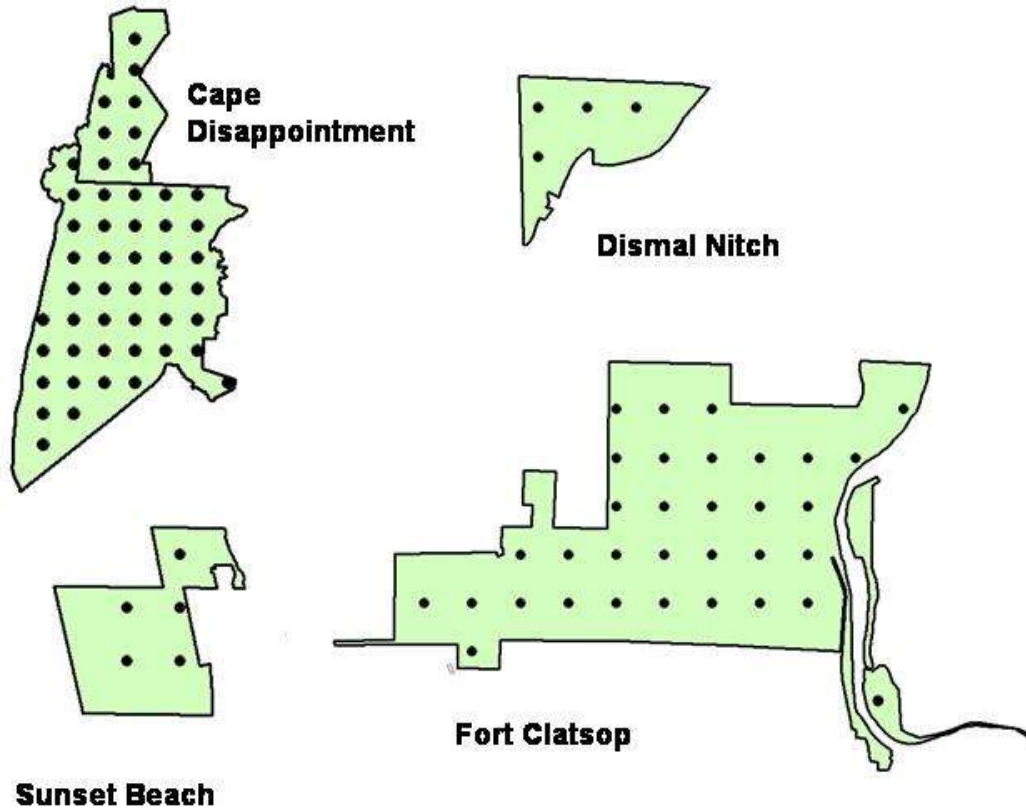 Cape
Disappointment
Dismal Nitch
Fort Clatsop
Sunset Beach